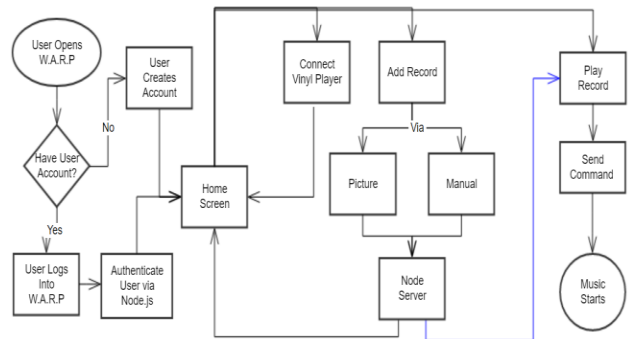 User Opens
W.A.R.P
Have User
Account?
No
Yes
User
Creates
Account
User Logs
Into
W.A.R.P
Authenticate
User via
Node.js
Home
Screen
Connect
Vinyl Player
Add Record
Via
Picture
Manual
Node
Server
Play
Record
Send
Command
Music
Starts